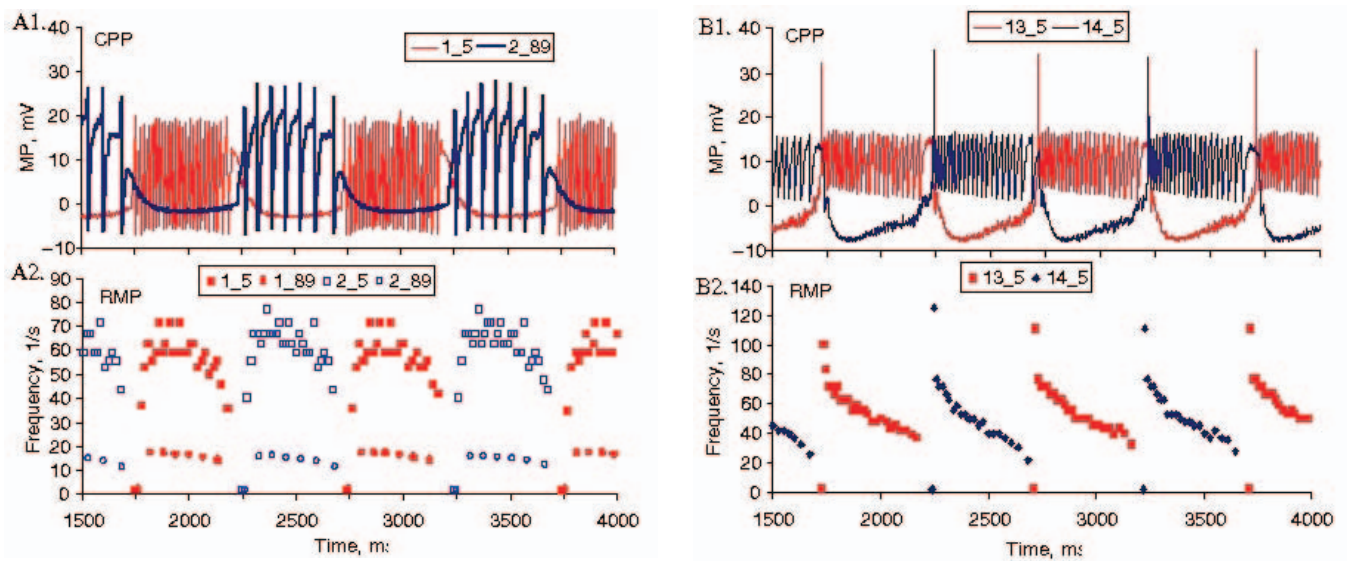 A1.
CPP
1_5 2_89
MP, mV
40
30
20
10
0
−10
A2.
RMP
1_5 1_89 2_5 2_89
Frequency, 1/s
90
80
70
60
50
40
30
20
10
0
1500 2000 2500 3000 3500 4000
Time, ms
B1.
CPP
13_5 14_5
MP, mV
40
30
20
10
0
−10
B2.
RMP
13_5 14_5
Frequency, 1/s
140
120
100
80
60
40
20
0
1500 2000 2500 3000 3500 4000
Time, ms